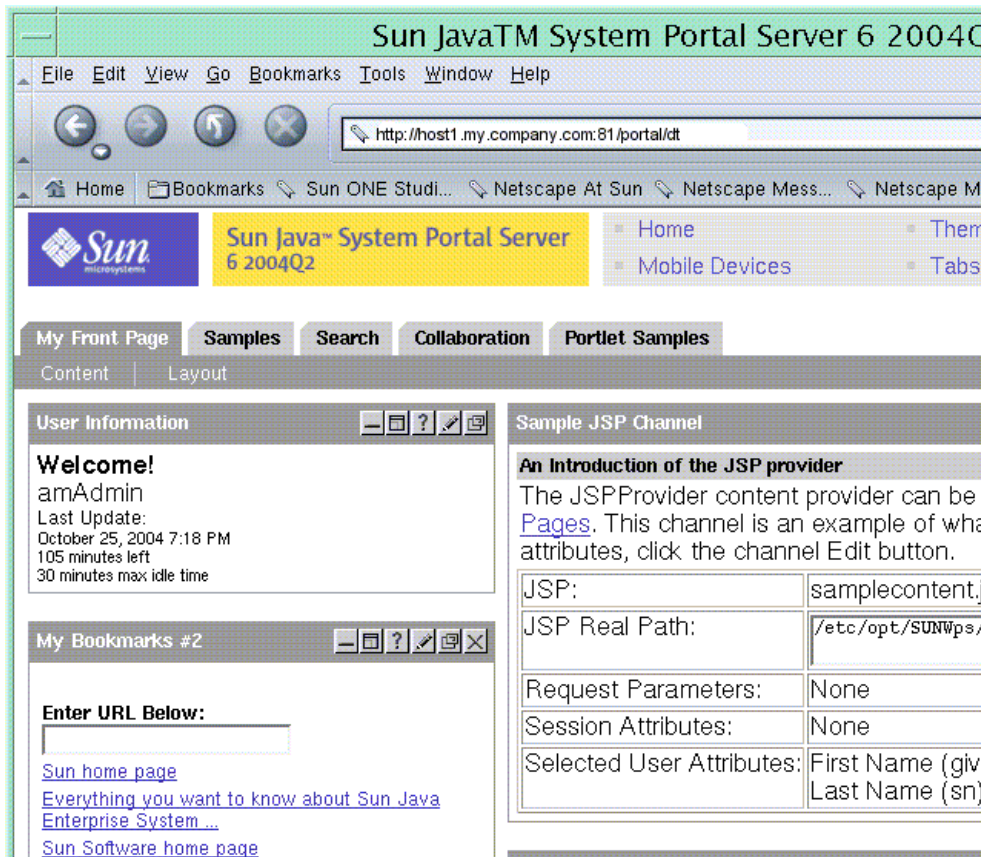 Sun JavaTM System Portal Server 6 2004Q
File Edit View Go Bookmarks Tools Window Help
http://host1.my.company.com:81/portal/dt
Home Bookmarks Sun ONE Studi... Netscape At Sun Netscape Mess... Netscape M
Sun microsystems
Sun Java™ System Portal Server
6 2004Q2
Home Them
Mobile Devices Tabs
My Front Page Samples Search Collaboration Portlet Samples
Content Layout
User Information
Welcome!
amAdmin
Last Update:
October 25, 2004 7:18 PM
105 minutes left
30 minutes max idle time
My Bookmarks #2
Enter URL Below:
Sun home page
Everything you want to know about Sun Java
Enterprise System ...
Sun Software home page
Sample JSP Channel
An Introduction of the JSP provider
The JSPProvider content provider can be
Pages. This channel is an example of wha
attributes, click the channel Edit button.
JSP: samplecontent.j
JSP Real Path: /etc/opt/SUNWps/
Request Parameters: None
Session Attributes: None
Selected User Attributes: First Name (giv
Last Name (sn)